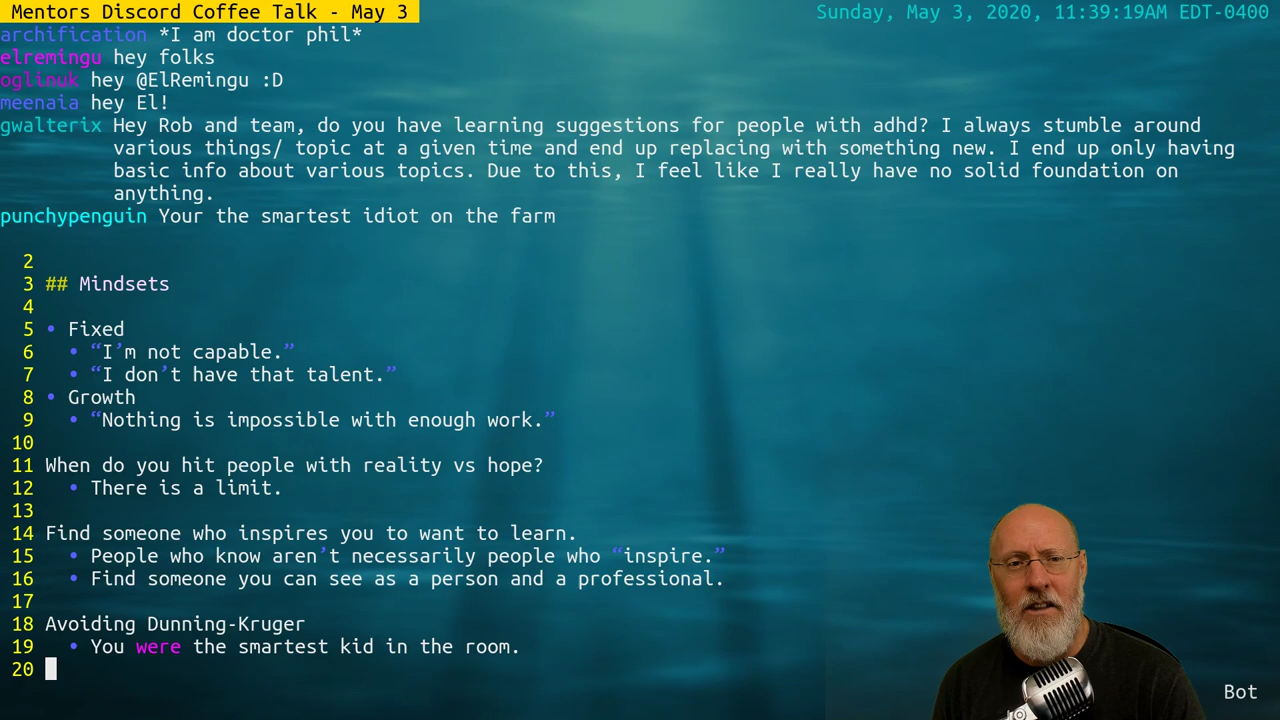 Mentors Discord Coffee Talk - May 3
Sunday, May 3, 2020, 11:39:19AM EDT-0400
archification *I am doctor phil*
elremingu hey folks
oglinuk hey @ElRemingu :D
meenaia hey El!
gwalterix Hey Rob and team, do you have learning suggestions for people with adhd? I always stumble around
various things/ topic at a given time and end up replacing with something new. I end up only having
basic info about various topics. Due to this, I feel like I really have no solid foundation on
anything.
punchypenguin Your the smartest idiot on the farm
2
3 ## Mindsets
4
5 • Fixed
6 • “I’m not capable.”
7 • “I don’t have that talent.”
8 • Growth
9 • “Nothing is impossible with enough work.”
10
11 When do you hit people with reality vs hope?
12 • There is a limit.
13
14 Find someone who inspires you to want to learn.
15 • People who know aren’t necessarily people who “inspire.”
16 • Find someone you can see as a person and a professional.
17
18 Avoiding Dunning-Kruger
19 • You were the smartest kid in the room.
20
Bot